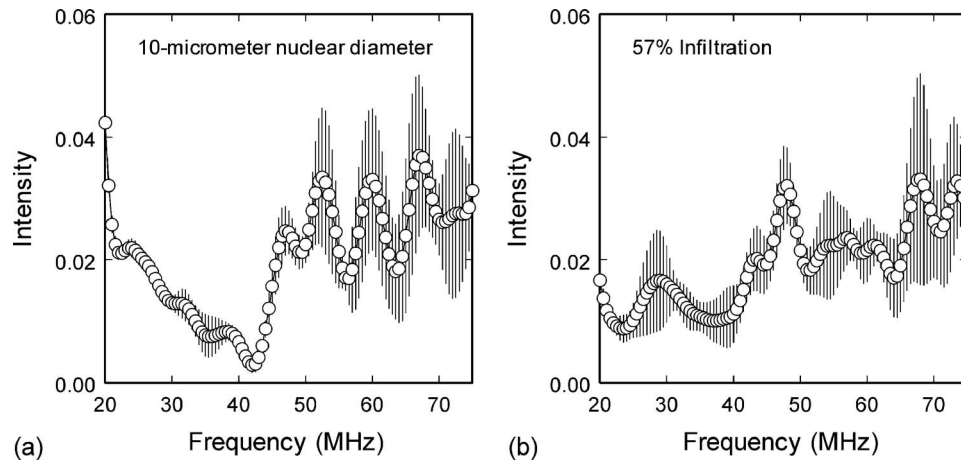 10-micrometer nuclear diameter
Intensity
0.06
0.04
0.02
0.00
20 30 40 50 60 70
Frequency (MHz)
(a)
57% Infiltration
Intensity
0.06
0.04
0.02
0.00
20 30 40 50 60 70
Frequency (MHz)
(b)